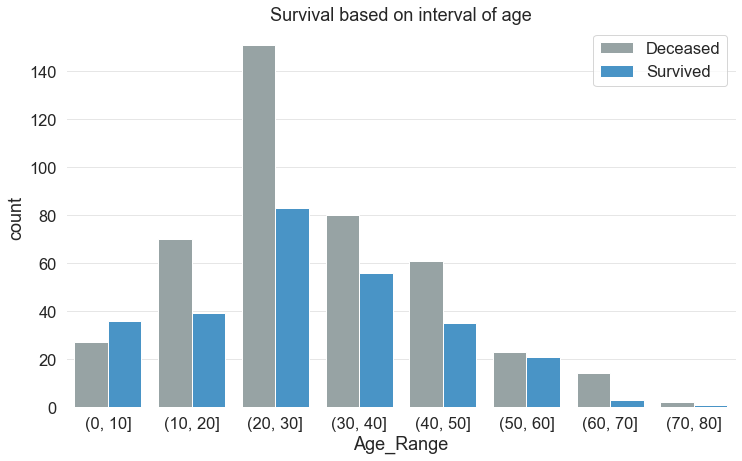 Survival based on interval of age
Deceased
Survived
count
140
120
100
80
60
40
20
0
(0, 10] (10, 20] (20, 30] (30, 40] (40, 50] (50, 60] (60, 70] (70, 80]
Age_Range